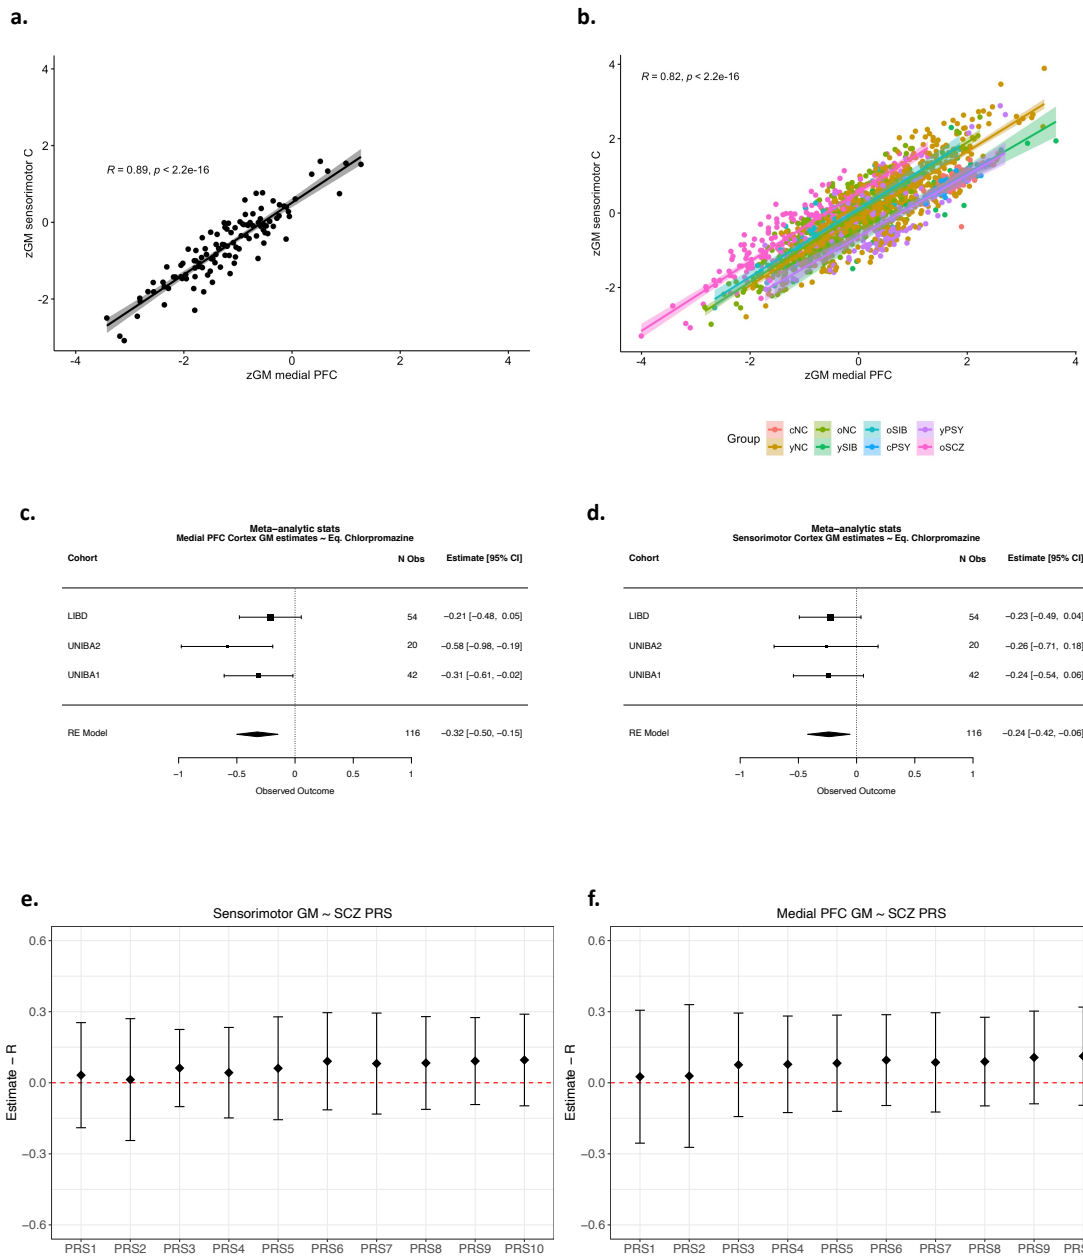 a.
b.
R = 0.89, p < 2.2e-16
zGM sensorimotor C
4
2
0
-2
-4
-2
0
2
4
zGM medial PFC
R = 0.82, p < 2.2e-16
zGM sensorimotor C
4
2
0
-2
-4
-2
0
2
4
zGM medial PFC
Group
cNC
oNC
oSIB
yPSY
yNC
ySIB
cPSY
oSCZ
c.
Meta−analytic stats
Medial PFC Cortex GM estimates ~ Eq. Chlorpromazine
Cohort N Obs Estimate [95% CI]
LIBD 54 −0.21 [−0.48, 0.05]
UNIBA2 20 −0.58 [−0.98, −0.19]
UNIBA1 42 −0.31 [−0.61, −0.02]
RE Model 116 −0.32 [−0.50, −0.15]
−1 −0.5 0 0.5 1
Observed Outcome
d.
Meta−analytic stats
Sensorimotor Cortex GM estimates ~ Eq. Chlorpromazine
Cohort N Obs Estimate [95% CI]
LIBD 54 −0.23 [−0.49, 0.04]
UNIBA2 20 −0.26 [−0.71, 0.18]
UNIBA1 42 −0.24 [−0.54, 0.06]
RE Model 116 −0.24 [−0.42, −0.06]
−1 −0.5 0 0.5 1
Observed Outcome
e.
Sensorimotor GM ~ SCZ PRS
Estimate − R
0.6
0.3
0.0
−0.3
−0.6
PRS1 PRS2 PRS3 PRS4 PRS5 PRS6 PRS7 PRS8 PRS9 PRS10
f.
Medial PFC GM ~ SCZ PRS
Estimate − R
0.6
0.3
0.0
−0.3
−0.6
PRS1 PRS2 PRS3 PRS4 PRS5 PRS6 PRS7 PRS8 PRS9